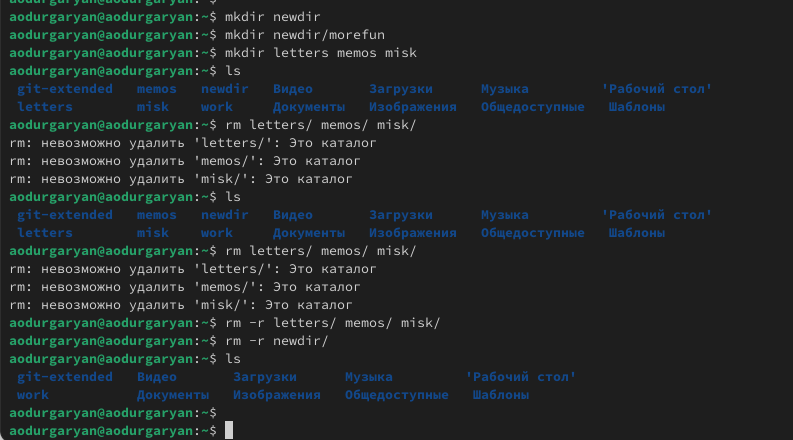 aodurgaryan@aodurgaryan:~$ mkdir newdir
aodurgaryan@aodurgaryan:~$ mkdir newdir/morefun
aodurgaryan@aodurgaryan:~$ mkdir letters memos misk
aodurgaryan@aodurgaryan:~$ ls
git-extended memos newdir Видео Загрузки Музыка 'Рабочий стол'
letters misk work Документы Изображения Общедоступные Шаблоны
aodurgaryan@aodurgaryan:~$ rm letters/ memos/ misk/
rm: невозможно удалить 'letters/': Это каталог
rm: невозможно удалить 'memos/': Это каталог
rm: невозможно удалить 'misk/': Это каталог
aodurgaryan@aodurgaryan:~$ ls
git-extended memos newdir Видео Загрузки Музыка 'Рабочий стол'
letters misk work Документы Изображения Общедоступные Шаблоны
aodurgaryan@aodurgaryan:~$ rm letters/ memos/ misk/
rm: невозможно удалить 'letters/': Это каталог
rm: невозможно удалить 'memos/': Это каталог
rm: невозможно удалить 'misk/': Это каталог
aodurgaryan@aodurgaryan:~$ rm -r letters/ memos/ misk/
aodurgaryan@aodurgaryan:~$ rm -r newdir/
aodurgaryan@aodurgaryan:~$ ls
git-extended Видео Загрузки Музыка 'Рабочий стол'
work Документы Изображения Общедоступные Шаблоны
aodurgaryan@aodurgaryan:~$
aodurgaryan@aodurgaryan:~$